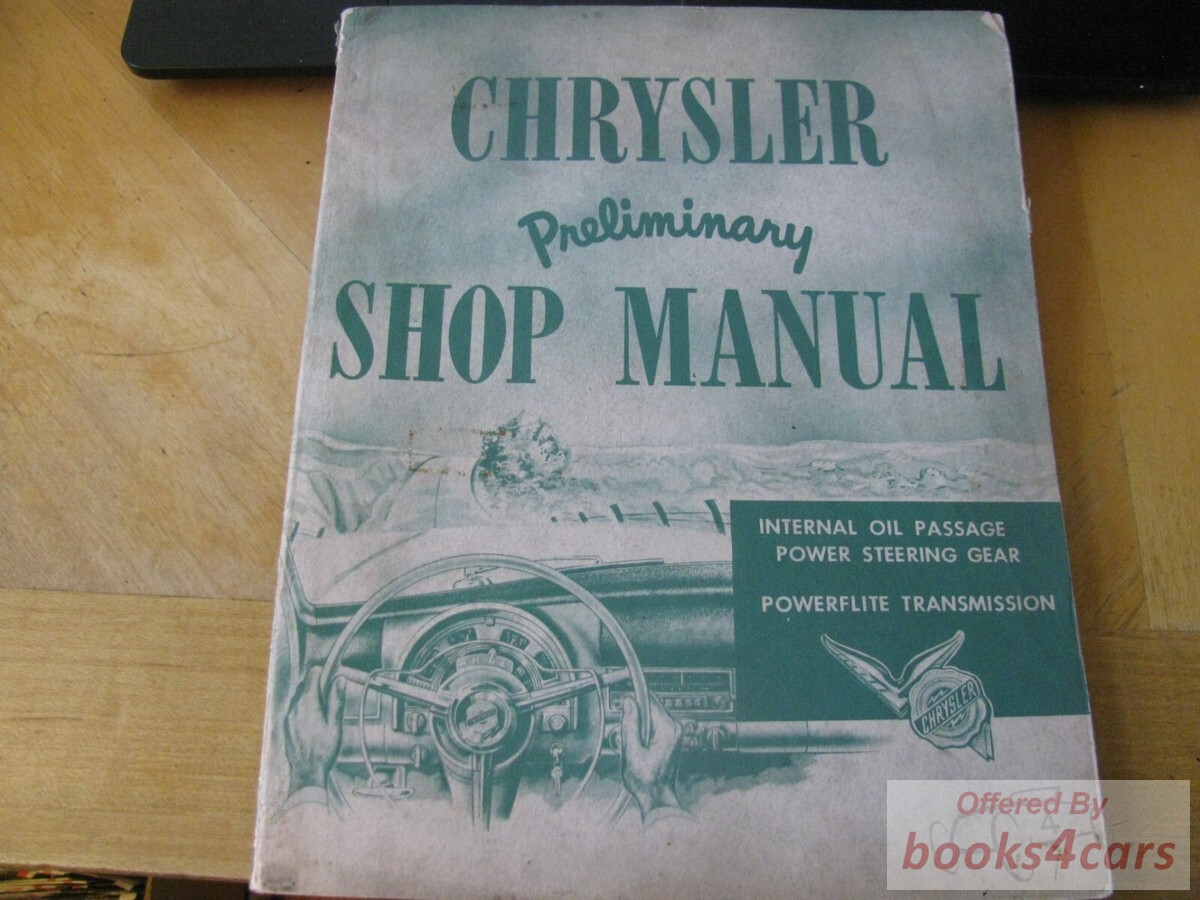 CHRYSLER
Preliminary
SHOP MANUAL
INTERNAL OIL PASSAGE
POWER STEERING GEAR
POWERFLITE TRANSMISSION
CHRYSLER
Offered By
books4cars